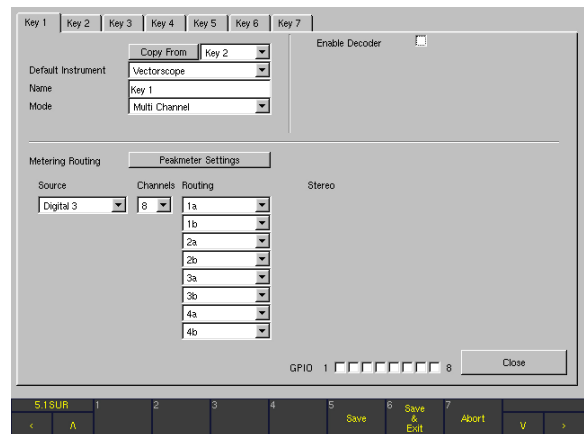 Key 1 Key 2 Key 3 Key 4 Key 5 Key 6 Key 7
Copy From Key 2 Enable Decoder
Default Instrument Vectorscope
Name Key 1
Mode Multi Channel
Metering Routing Peakmeter Settings
Source Channels Routing Stereo
Digital 3 8 1a
1b
2a
2b
3a
3b
4a
4b
GPIO 1 8 Close
5.1SUR 1 2 3 4 5 Save 6 Save & Exit 7 Abort
< Λ V >